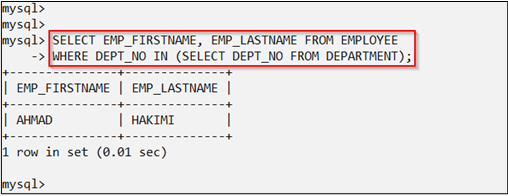 mysql>
mysql>
mysql> SELECT EMP_FIRSTNAME, EMP_LASTNAME FROM EMPLOYEE
    -> WHERE DEPT_NO IN (SELECT DEPT_NO FROM DEPARTMENT);
+---------------+--------------+
| EMP_FIRSTNAME | EMP_LASTNAME |
+---------------+--------------+
| AHMAD         | HAKIMI       |
+---------------+--------------+
1 row in set (0.01 sec)

mysql>